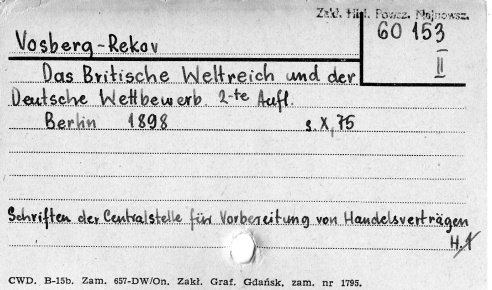 Zakł. Hist. Powsz. Najnowsz.
60 153
II
Vosberg-Rekov
Das Britische Weltreich und der
Deutsche Wettbewerb. 2-te Aufl.
Berlin 1898 s. X, 75
Schriften der Centralstelle für Vorbereitung von Handelsverträgen
H. 1
CWD. B-15b. Zam. 657-DW/On. Zakł. Graf. Gdańsk, zam. nr 1795.